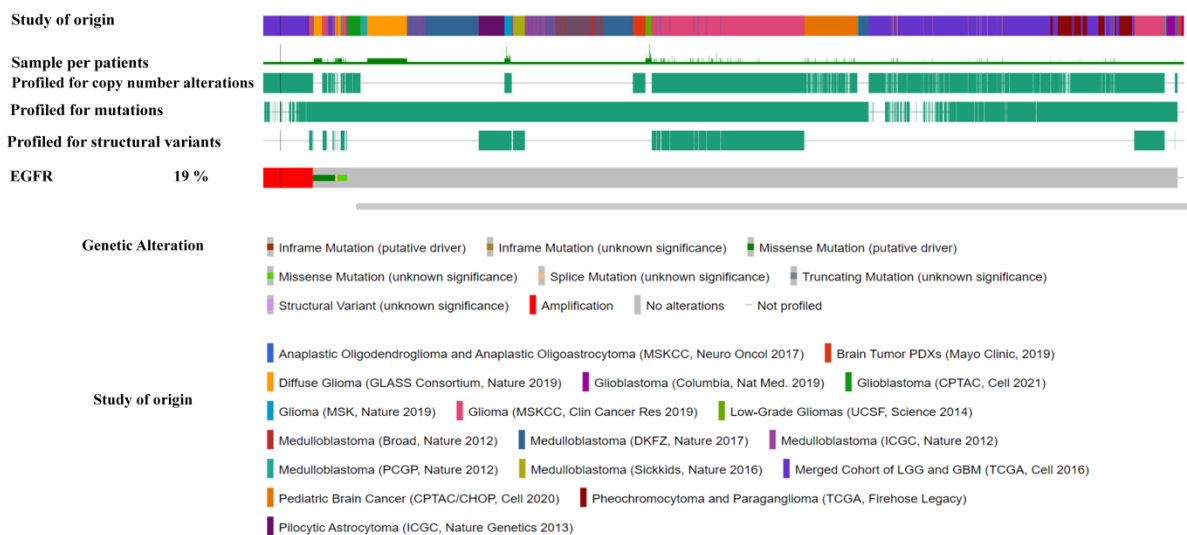 Study of origin
Sample per patients
Profiled for copy number alterations
Profiled for mutations
Profiled for structural variants
EGFR 19 %
Genetic Alteration
Inframe Mutation (putative driver) Inframe Mutation (unknown significance) Missense Mutation (putative driver)
Missense Mutation (unknown significance) Splice Mutation (unknown significance) Truncating Mutation (unknown significance)
Structural Variant (unknown significance) Amplification No alterations Not profiled
Study of origin
Anaplastic Oligodendroglioma and Anaplastic Oligoastrocytoma (MSKCC, Neuro Oncol 2017) Brain Tumor PDXs (Mayo Clinic, 2019)
Diffuse Glioma (GLASS Consortium, Nature 2019) Glioblastoma (Columbia, Nat Med. 2019) Glioblastoma (CPTAC, Cell 2021)
Glioma (MSK, Nature 2019) Glioma (MSKCC, Clin Cancer Res 2019) Low-Grade Gliomas (UCSF, Science 2014)
Medulloblastoma (Broad, Nature 2012) Medulloblastoma (DKFZ, Nature 2017) Medulloblastoma (ICGC, Nature 2012)
Medulloblastoma (PCGP, Nature 2012) Medulloblastoma (Sickkids, Nature 2016) Merged Cohort of LGG and GBM (TCGA, Cell 2016)
Pediatric Brain Cancer (CPTAC/CHOP, Cell 2020) Pheochromocytoma and Paraganglioma (TCGA, Firehose Legacy)
Pilocytic Astrocytoma (ICGC, Nature Genetics 2013)